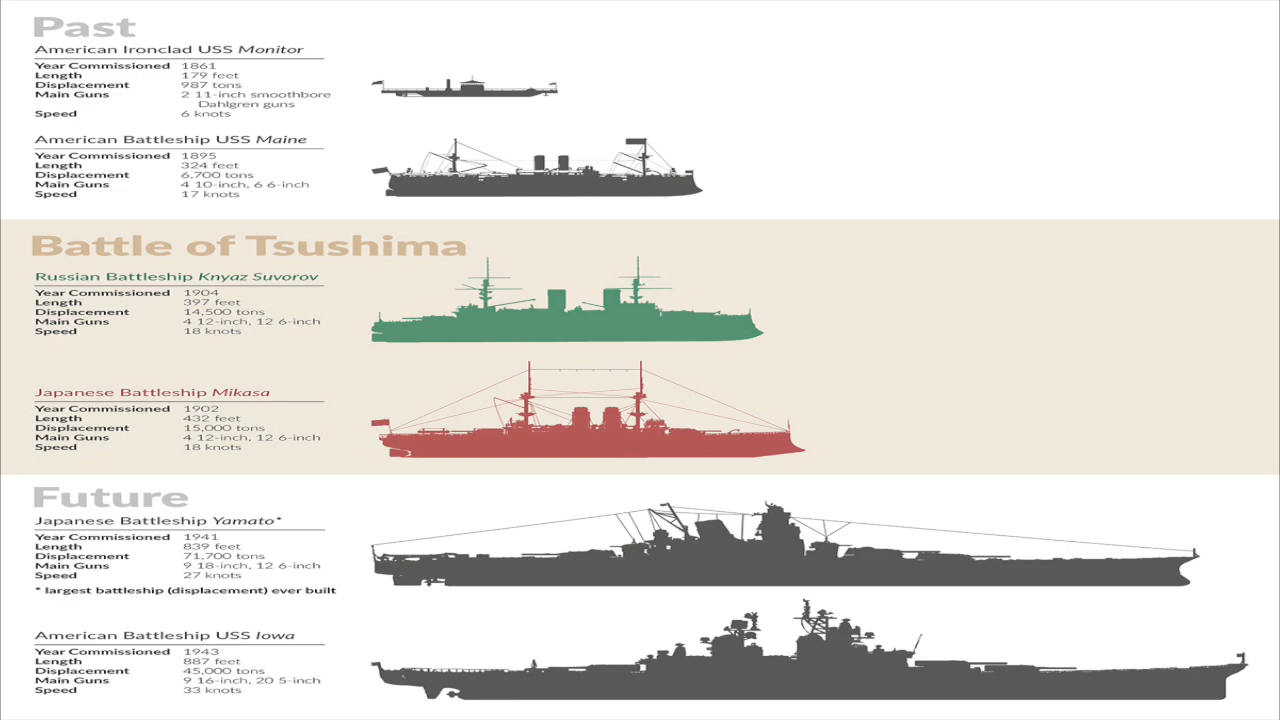 Past
American Ironclad USS Monitor
Year Commissioned 1861
Length 179 feet
Displacement 987 tons
Main Guns 2 11-inch smoothbore
Dahlgren guns
Speed 6 knots
American Battleship USS Maine
Year Commissioned 1895
Length 324 feet
Displacement 6,700 tons
Main Guns 4 10-inch, 6 6-inch
Speed 17 knots
Battle of Tsushima
Russian Battleship Knyaz Suvorov
Year Commissioned 1904
Length 397 feet
Displacement 14,500 tons
Main Guns 4 12-inch, 12 6-inch
Speed 18 knots
Japanese Battleship Mikasa
Year Commissioned 1902
Length 432 feet
Displacement 15,000 tons
Main Guns 4 12-inch, 12 6-inch
Speed 18 knots
Future
Japanese Battleship Yamato*
Year Commissioned 1941
Length 839 feet
Displacement 71,700 tons
Main Guns 9 18-inch, 12 6-inch
Speed 27 knots
* largest battleship (displacement) ever built
American Battleship USS Iowa
Year Commissioned 1943
Length 887 feet
Displacement 45,000 tons
Main Guns 9 16-inch, 20 5-inch
Speed 33 knots